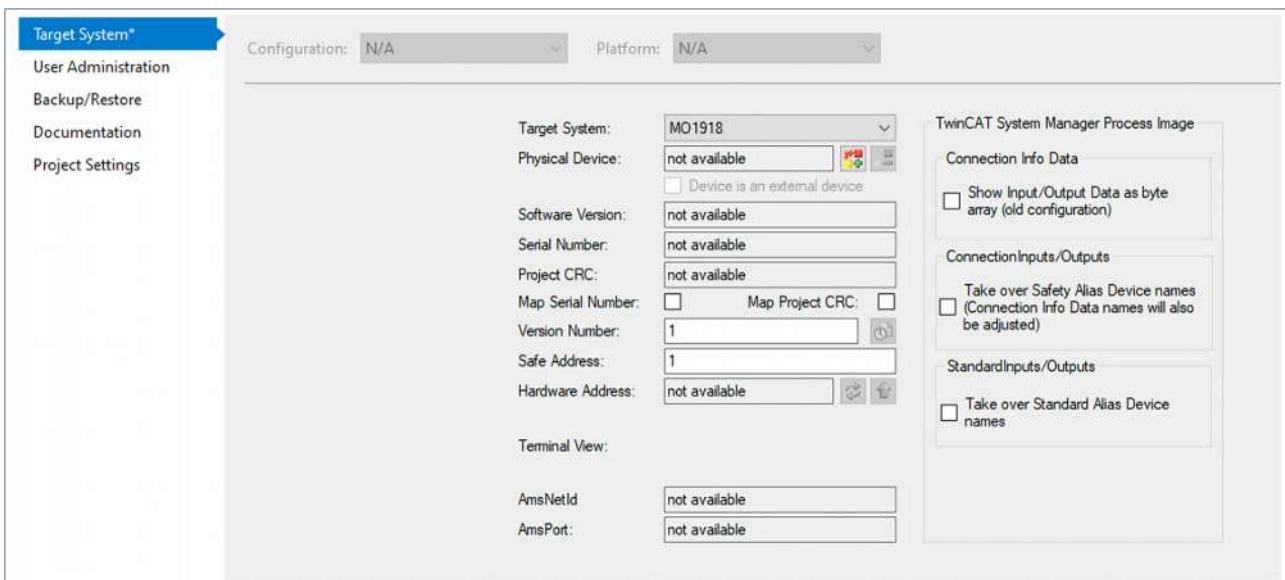 Target System*
User Administration
Backup/Restore
Documentation
Project Settings
Configuration: N/A Platform: N/A
Target System: MO1918
Physical Device: not available
Device is an external device
Software Version: not available
Serial Number: not available
Project CRC: not available
Map Serial Number: Map Project CRC:
Version Number: 1
Safe Address: 1
Hardware Address: not available
Terminal View:
AmsNetId not available
AmsPort: not available
TwinCAT System Manager Process Image
Connection Info Data
Show Input/Output Data as byte
array (old configuration)
ConnectionInputs/Outputs
Take over Safety Alias Device names
(Connection Info Data names will also
be adjusted)
StandardInputs/Outputs
Take over Standard Alias Device
names